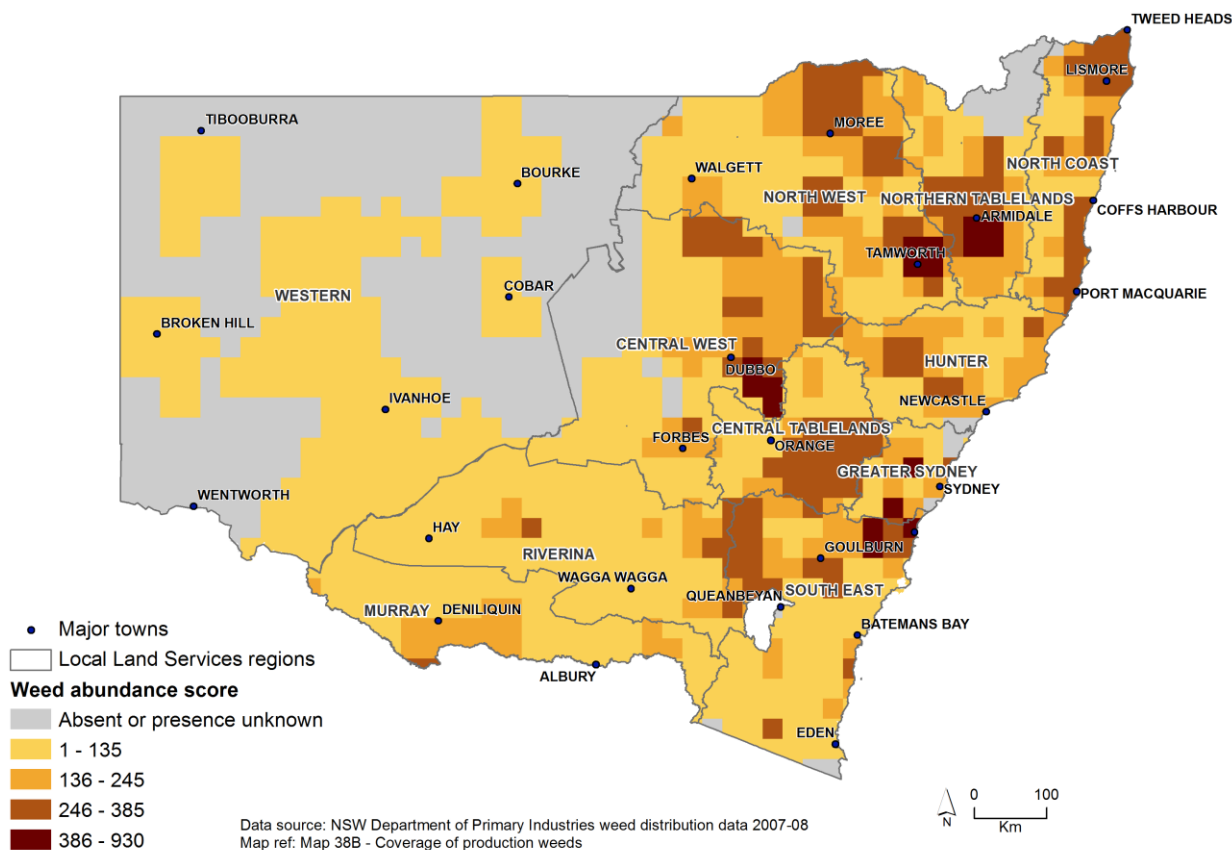 TWEED HEADS
LISMORE
TIBOOBURRA
MOREE
NORTH COAST
WALGETT
BOURKE
NORTH WEST
NORTHERN TABLELANDS
COFFS HARBOUR
ARMIDALE
TAMWORTH
WESTERN
COBAR
PORT MACQUARIE
BROKEN HILL
CENTRAL WEST
HUNTER
DUBBO
IVANHOE
NEWCASTLE
CENTRAL TABLELANDS
FORBES
ORANGE
GREATER SYDNEY
SYDNEY
WENTWORTH
HAY
RIVERINA
GOULBURN
WAGGA WAGGA
QUEANBEYAN
SOUTH EAST
MURRAY
DENILIQUIN
BATEMANS BAY
ALBURY
EDEN
Major towns
Local Land Services regions
Weed abundance score
Absent or presence unknown
1 - 135
136 - 245
246 - 385
386 - 930
Data source: NSW Department of Primary Industries weed distribution data 2007-08
Map ref: Map 38B - Coverage of production weeds
N
0 100
Km